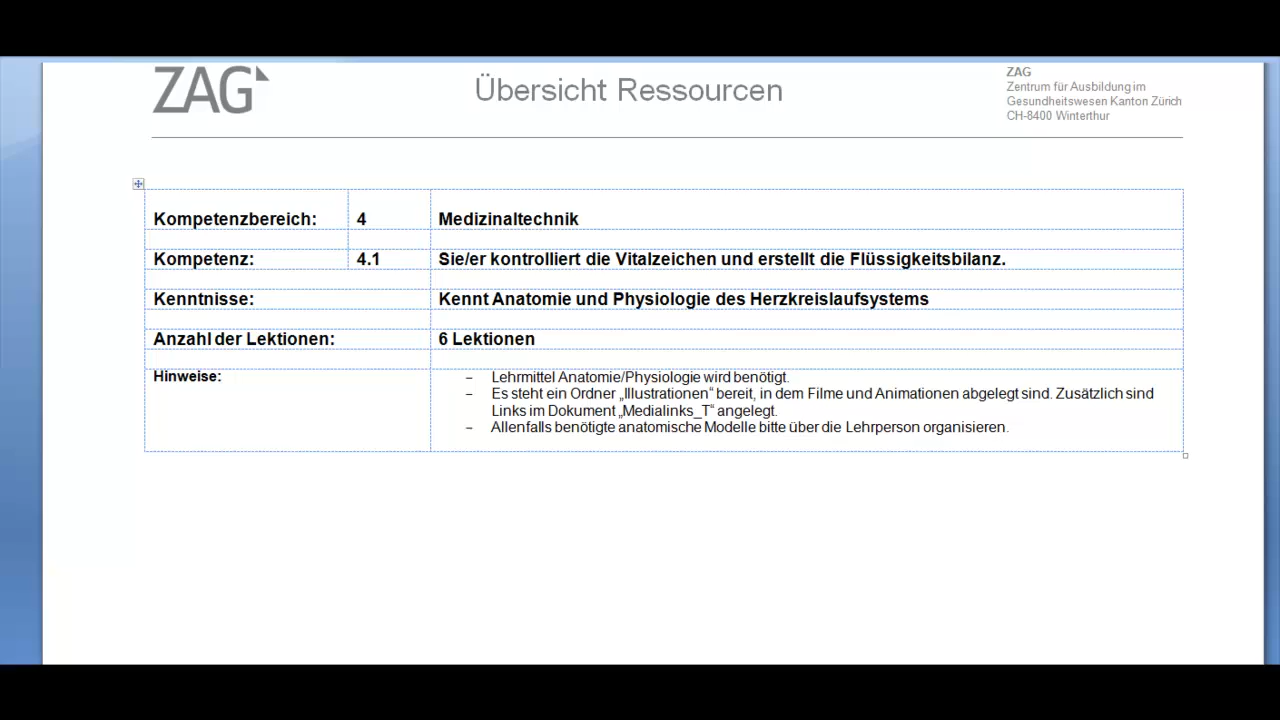 ZAG
Übersicht Ressourcen
ZAG
Zentrum für Ausbildung im
Gesundheitswesen Kanton Zürich
CH-8400 Winterthur
Kompetenzbereich: 4 Medizinaltechnik
Kompetenz: 4.1 Sie/er kontrolliert die Vitalzeichen und erstellt die Flüssigkeitsbilanz.
Kenntnisse: Kennt Anatomie und Physiologie des Herzkreislaufsystems
Anzahl der Lektionen: 6 Lektionen
Hinweise: – Lehrmittel Anatomie/Physiologie wird benötigt.
– Es steht ein Ordner „Illustrationen“ bereit, in dem Filme und Animationen abgelegt sind. Zusätzlich sind
Links im Dokument „Medialinks_T“ angelegt.
– Allenfalls benötigte anatomische Modelle bitte über die Lehrperson organisieren.